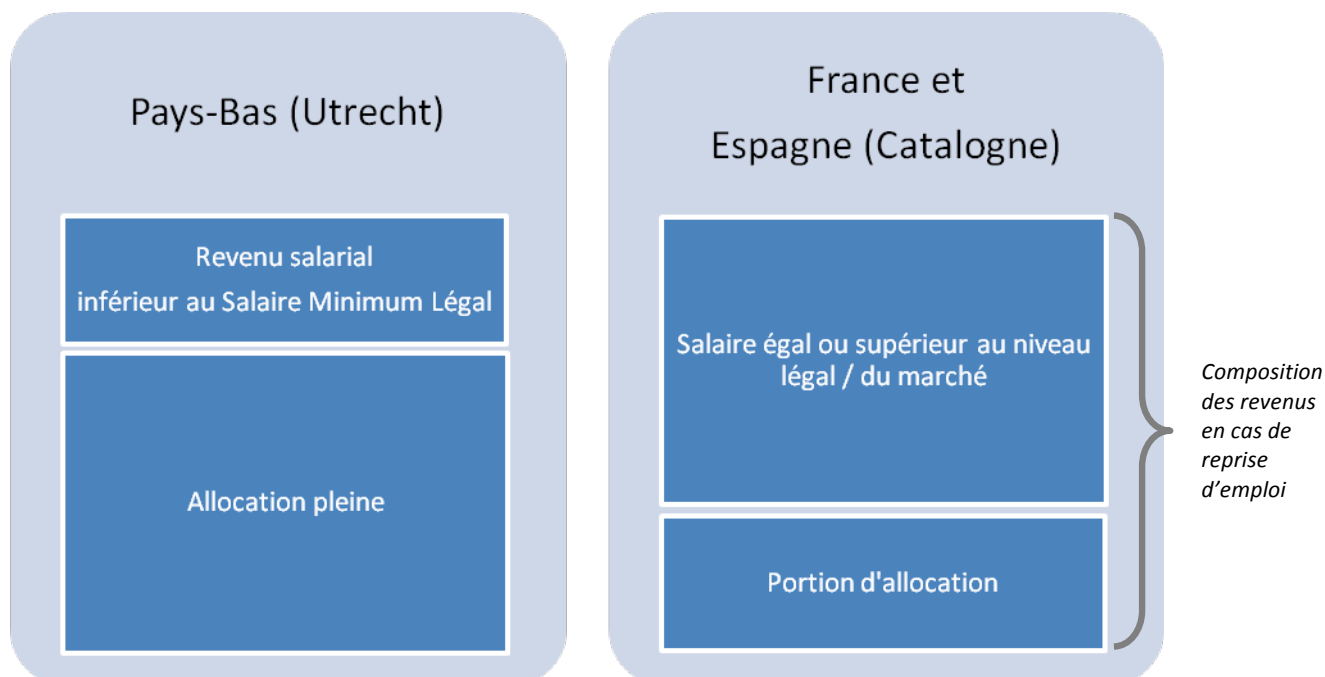 Pays-Bas (Utrecht)
Revenu salarial
inférieur au Salaire Minimum Légal
Allocation pleine
France et
Espagne (Catalogne)
Salaire égal ou supérieur au niveau
légal / du marché
Portion d'allocation
Composition
des revenus
en cas de
reprise
d’emploi